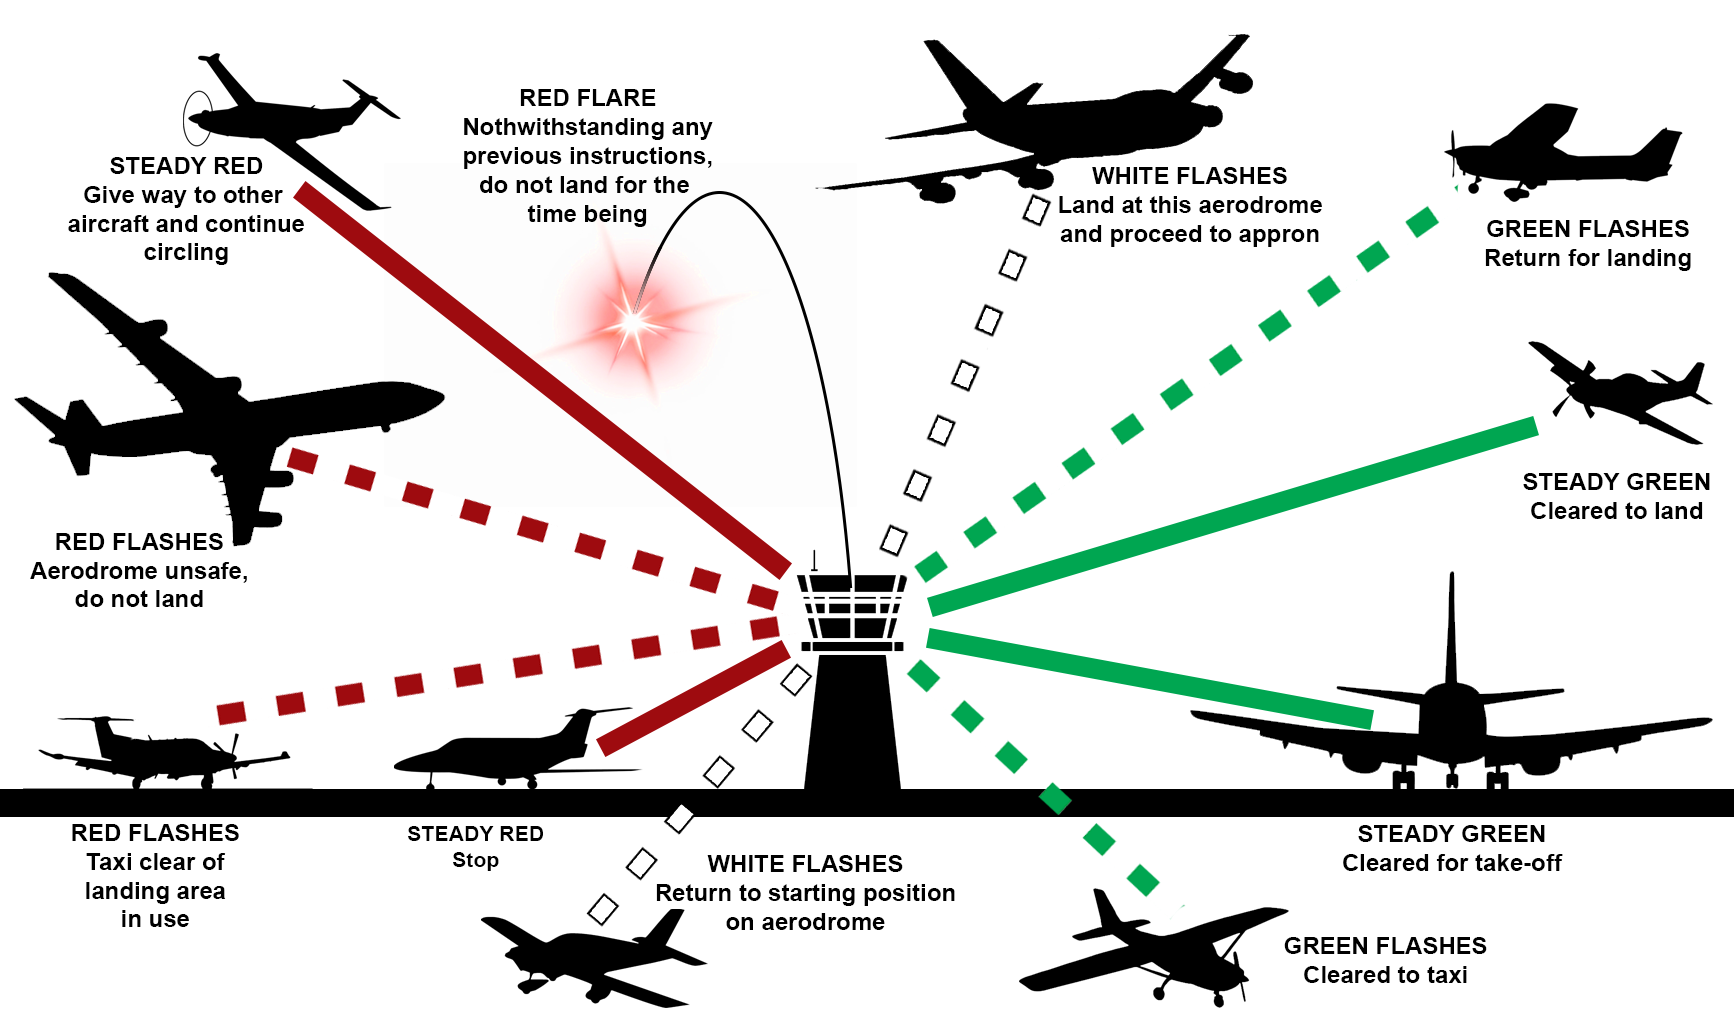 STEADY RED
Give way to other
aircraft and continue
circling
RED FLARE
Nothwithstanding any
previous instructions,
do not land for the
time being
WHITE FLASHES
Land at this aerodrome
and proceed to appron
GREEN FLASHES
Return for landing
STEADY GREEN
Cleared to land
RED FLASHES
Aerodrome unsafe,
do not land
RED FLASHES
Taxi clear of
landing area
in use
STEADY RED
Stop
WHITE FLASHES
Return to starting position
on aerodrome
STEADY GREEN
Cleared for take-off
GREEN FLASHES
Cleared to taxi